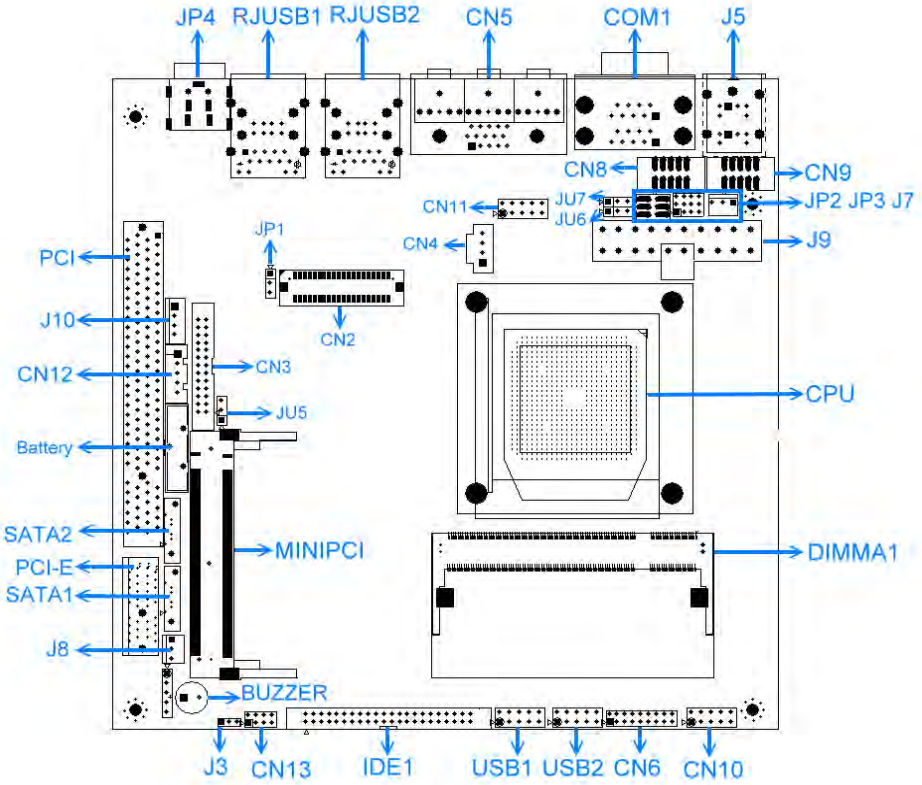 JP4 RJUSB1 RJUSB2 CN5 COM1 J5
CN8 CN9
JU7 JP2 JP3 J7
CN11 JU6
JP1 CN4 J9
PCI
J10
CN2
CN3
CN12
CPU
JU5
Battery
SATA2 MINIPCI DIMMA1
PCI-E
SATA1
J8
BUZZER
J3 CN13 IDE1 USB1 USB2 CN6 CN10